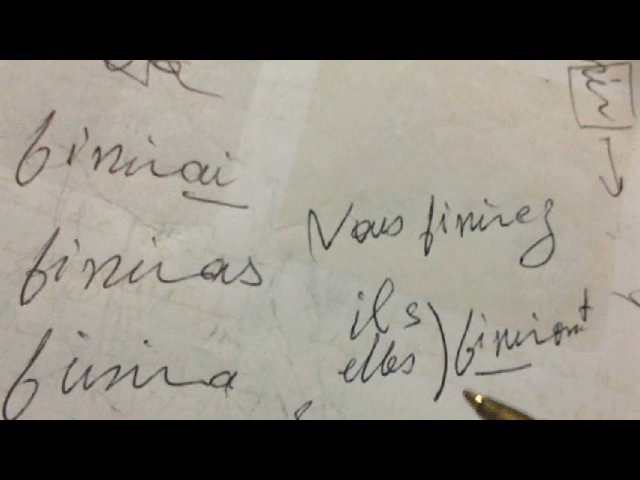 finirai
finiras
finira
Vous finirez
ils
elles ) finiront